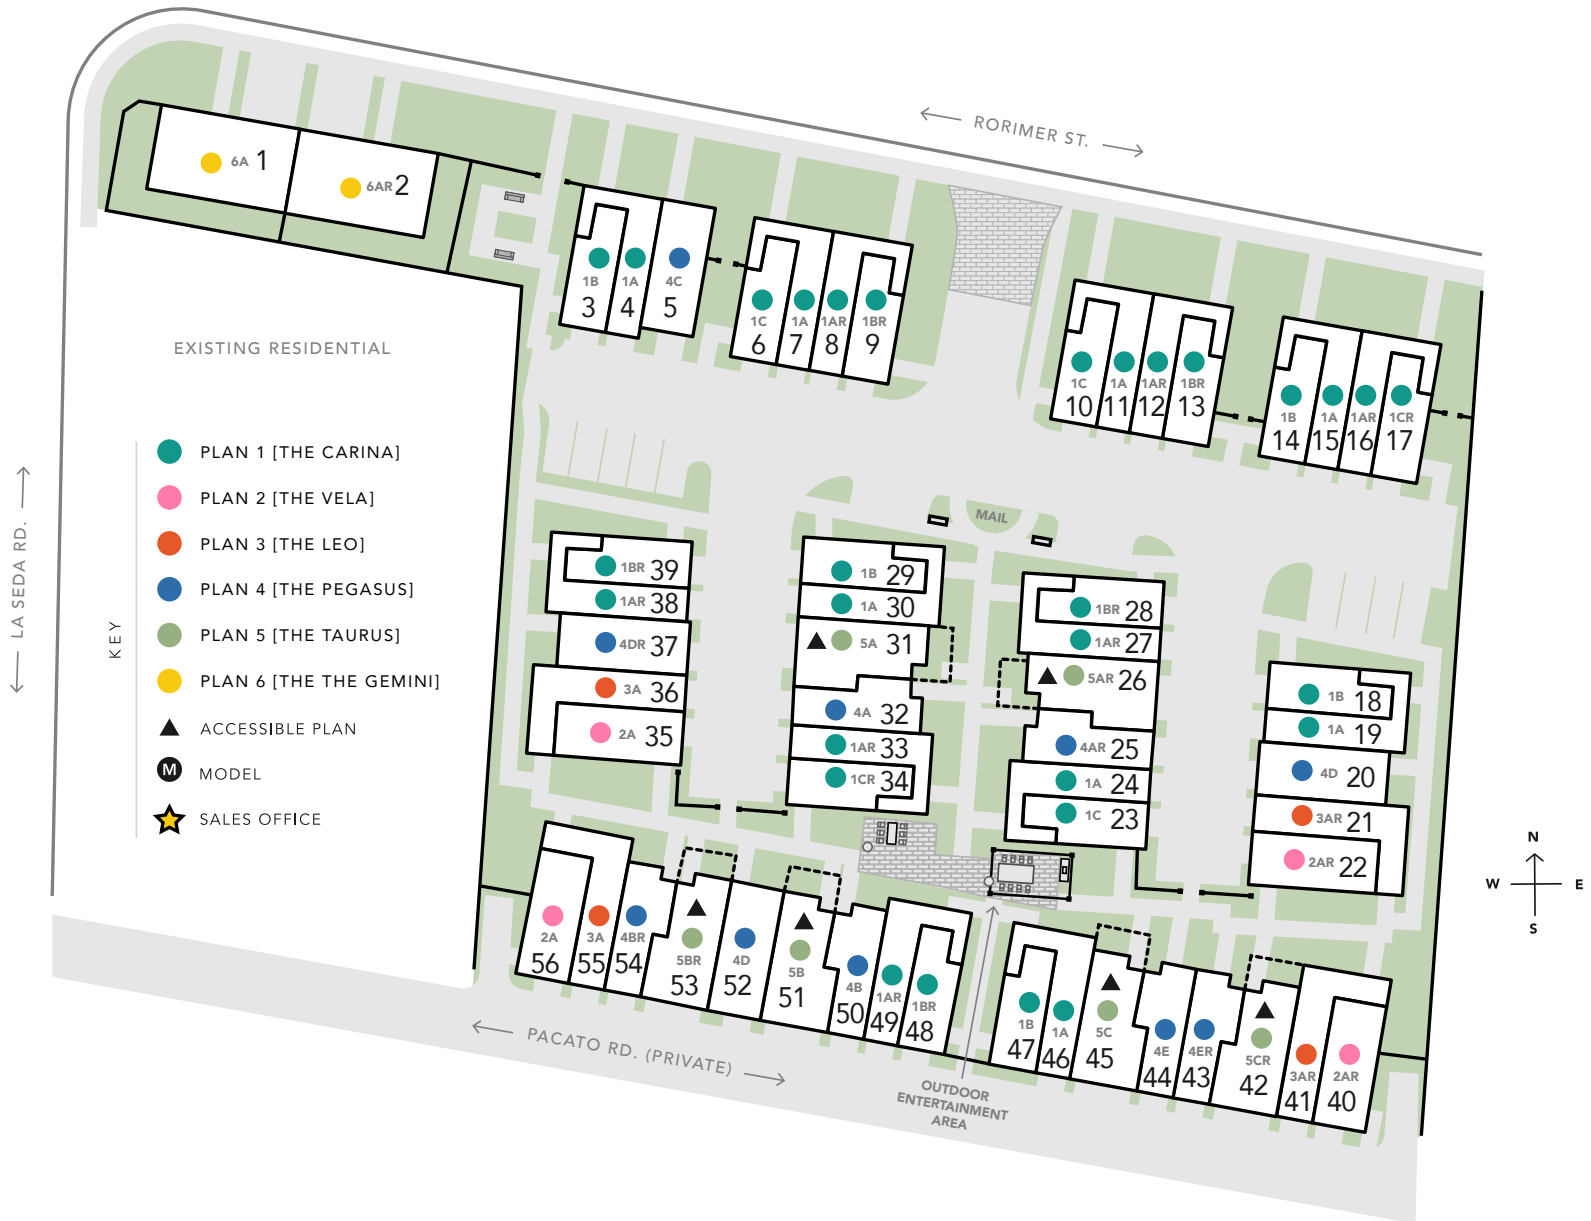 RORIMER ST.
6A 1
6AR 2
1B
3
1A
4
4C
5
1C
6
1A
7
1AR
8
1BR
9
1C
10
1A
11
1AR
12
1BR
13
1B
14
1A
15
1AR
16
1CR
17
EXISTING RESIDENTIAL
LA SEDA RD.
KEY
PLAN 1 [THE CARINA]
PLAN 2 [THE VELA]
PLAN 3 [THE LEO]
PLAN 4 [THE PEGASUS]
PLAN 5 [THE TAURUS]
PLAN 6 [THE THE GEMINI]
ACCESSIBLE PLAN
M MODEL
SALES OFFICE
MAIL
1BR 39
1AR 38
4DR 37
3A 36
2A 35
1B 29
1A 30
5A 31
4A 32
1AR 33
1CR 34
1BR 28
1AR 27
5AR 26
4AR 25
1A 24
1C 23
1B 18
1A 19
4D 20
3AR 21
2AR 22
N
W E
S
2A
56
3A
55
4BR
54
5BR
53
4D
52
5B
51
4B
50
1AR
49
1BR
48
1B
47
1A
46
5C
45
4E
44
4ER
43
5CR
42
3AR
41
2AR
40
PACATO RD. (PRIVATE)
OUTDOOR
ENTERTAINMENT
AREA